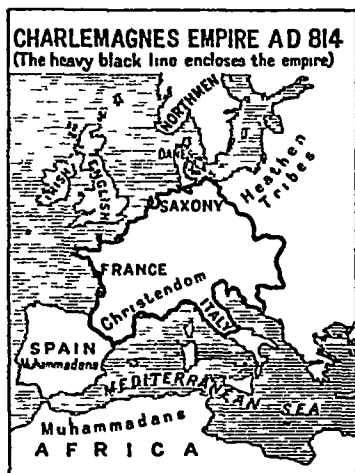 CHARLEMAGNES EMPIRE AD 814
(The heavy black line encloses the empire)
NORTHMEN
DANES
IRISH
ENGLISH
Heathen
Tribes
SAXONY
FRANCE
Christendom
ITALY
SPAIN
Muhammadans
MEDITERRANEAN SEA
Muhammadans
AFRICA